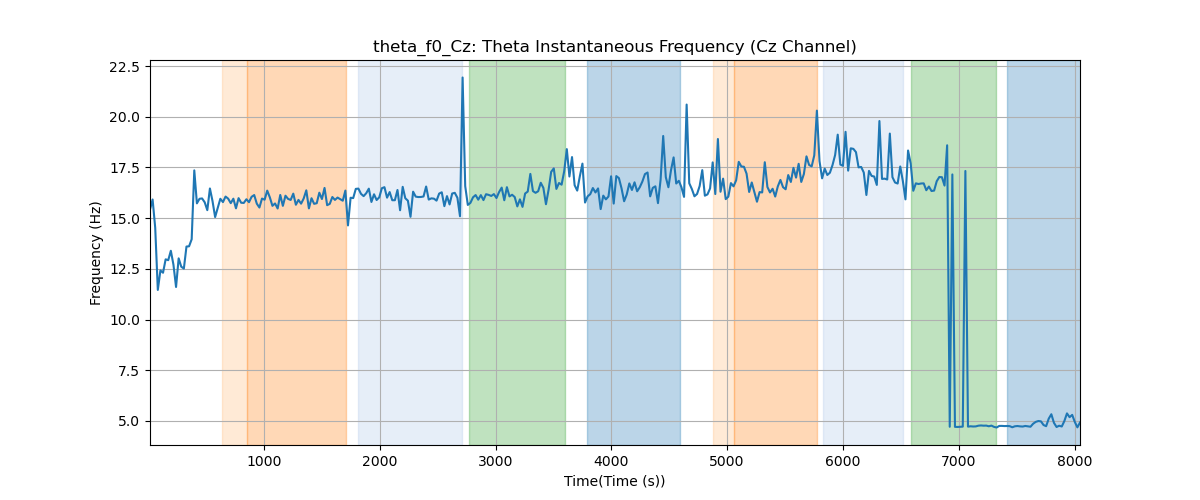 theta_f0_Cz: Theta Instantaneous Frequency (Cz Channel)
22.5
20.0
17.5
15.0
12.5
10.0
7.5
5.0
Frequency (Hz)
1000 2000 3000 4000 5000 6000 7000 8000
Time(Time (s))